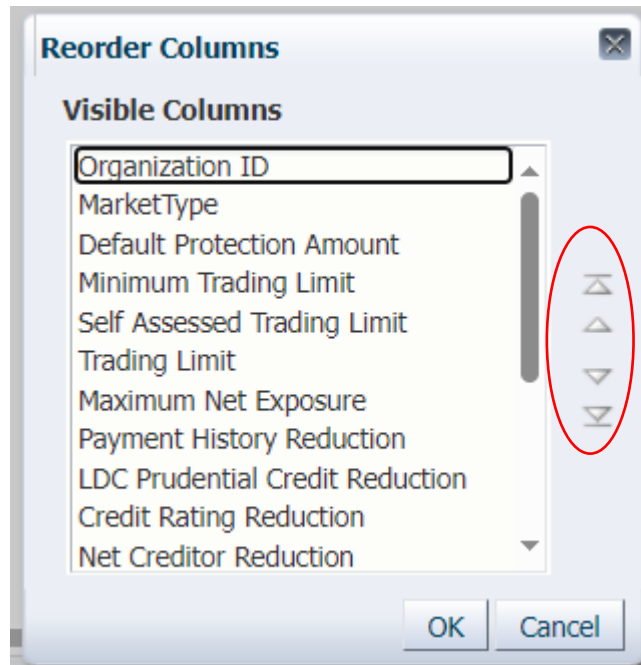 Reorder Columns
Visible Columns
Organization ID
MarketType
Default Protection Amount
Minimum Trading Limit
Self Assessed Trading Limit
Trading Limit
Maximum Net Exposure
Payment History Reduction
LDC Prudential Credit Reduction
Credit Rating Reduction
Net Creditor Reduction
OK Cancel